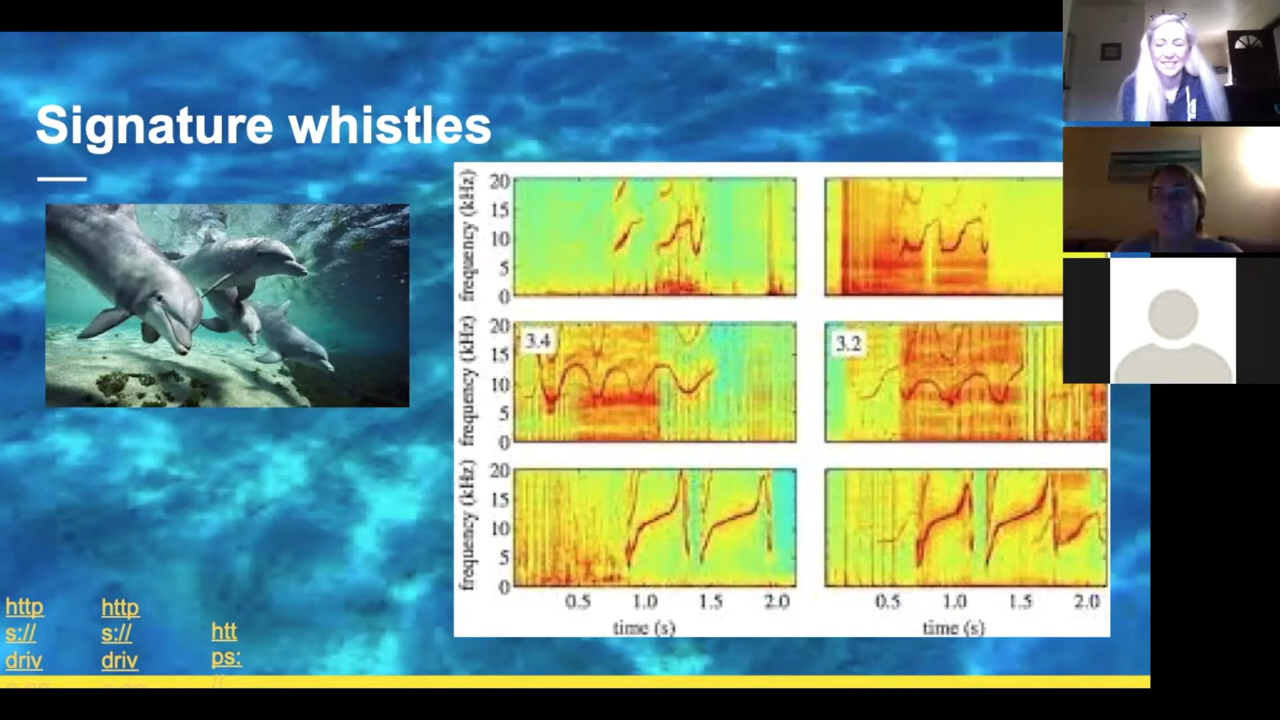 Signature whistles
frequency (kHz)
20
15
10
5
0
3.4
frequency (kHz)
20
15
10
5
0
3.2
frequency (kHz)
20
15
10
5
0
0.5 1.0 1.5 2.0
time (s)
0.5 1.0 1.5 2.0
time (s)
http
s://
driv
http
s://
driv
htt
ps: